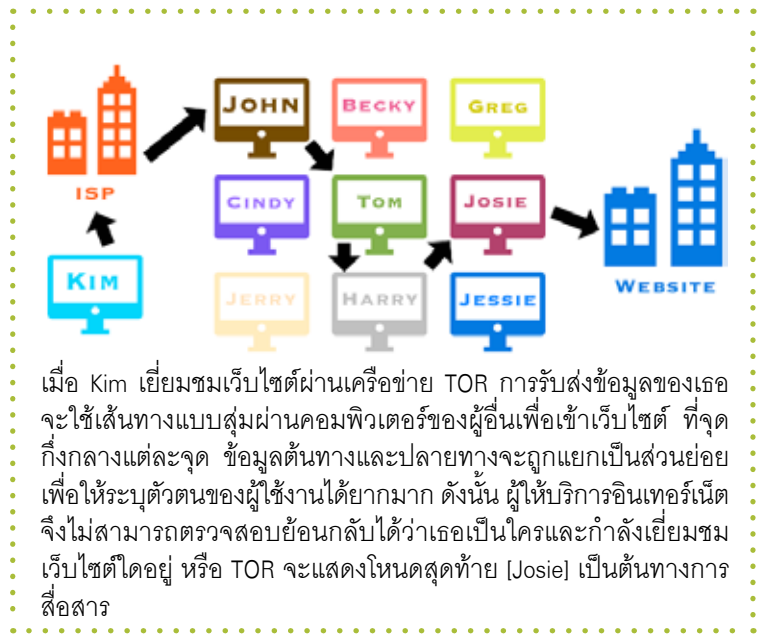 JOHN BECKY GREG
ISP
CINDY TOM JOSIE
KIM
WEBSITE
JERRY HARRY JESSIE
เมื่อ Kim เยี่ยมชมเว็บไซต์ผ่านเครือข่าย TOR การรับส่งข้อมูลของเธอ
จะใช้เส้นทางแบบสุ่มผ่านคอมพิวเตอร์ของผู้อื่นเพื่อเข้าเว็บไซต์ ที่จุด
กึ่งกลางแต่ละจุด ข้อมูลต้นทางและปลายทางจะถูกแยกเป็นส่วนย่อย
เพื่อให้ระบุตัวตนของผู้ใช้งานได้ยากมาก ดังนั้น ผู้ให้บริการอินเทอร์เน็ต
จึงไม่สามารถตรวจสอบย้อนกลับได้ว่าเธอเป็นใครและกำลังเยี่ยมชม
เว็บไซต์ใดอยู่ หรือ TOR จะแสดงโหนดสุดท้าย [Josie] เป็นต้นทางการ
สื่อสาร